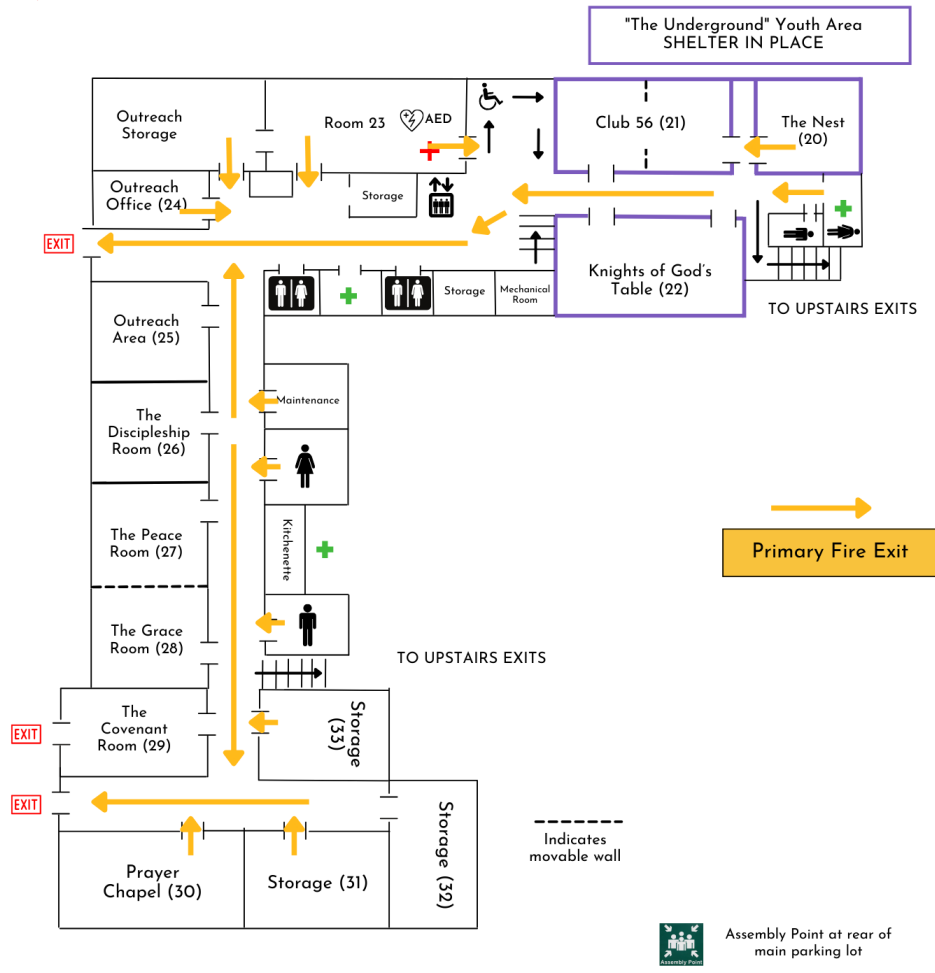 "The Underground" Youth Area
SHELTER IN PLACE
Outreach
Storage
Room 23
AED
Club 56 (21)
The Nest
(20)
Outreach
Office (24)
Storage
EXIT
Knights of God's
Table (22)
Storage
Mechanical
Room
TO UPSTAIRS EXITS
Outreach
Area (25)
Maintenance
The
Discipleship
Room (26)
The Peace
Room (27)
Kitchenette
Primary Fire Exit
The Grace
Room (28)
TO UPSTAIRS EXITS
The
Covenant
Room (29)
EXIT
Storage
(33)
EXIT
Storage (32)
Prayer
Chapel (30)
Storage (31)
Indicates
movable wall
Assembly Point
Assembly Point at rear of
main parking lot